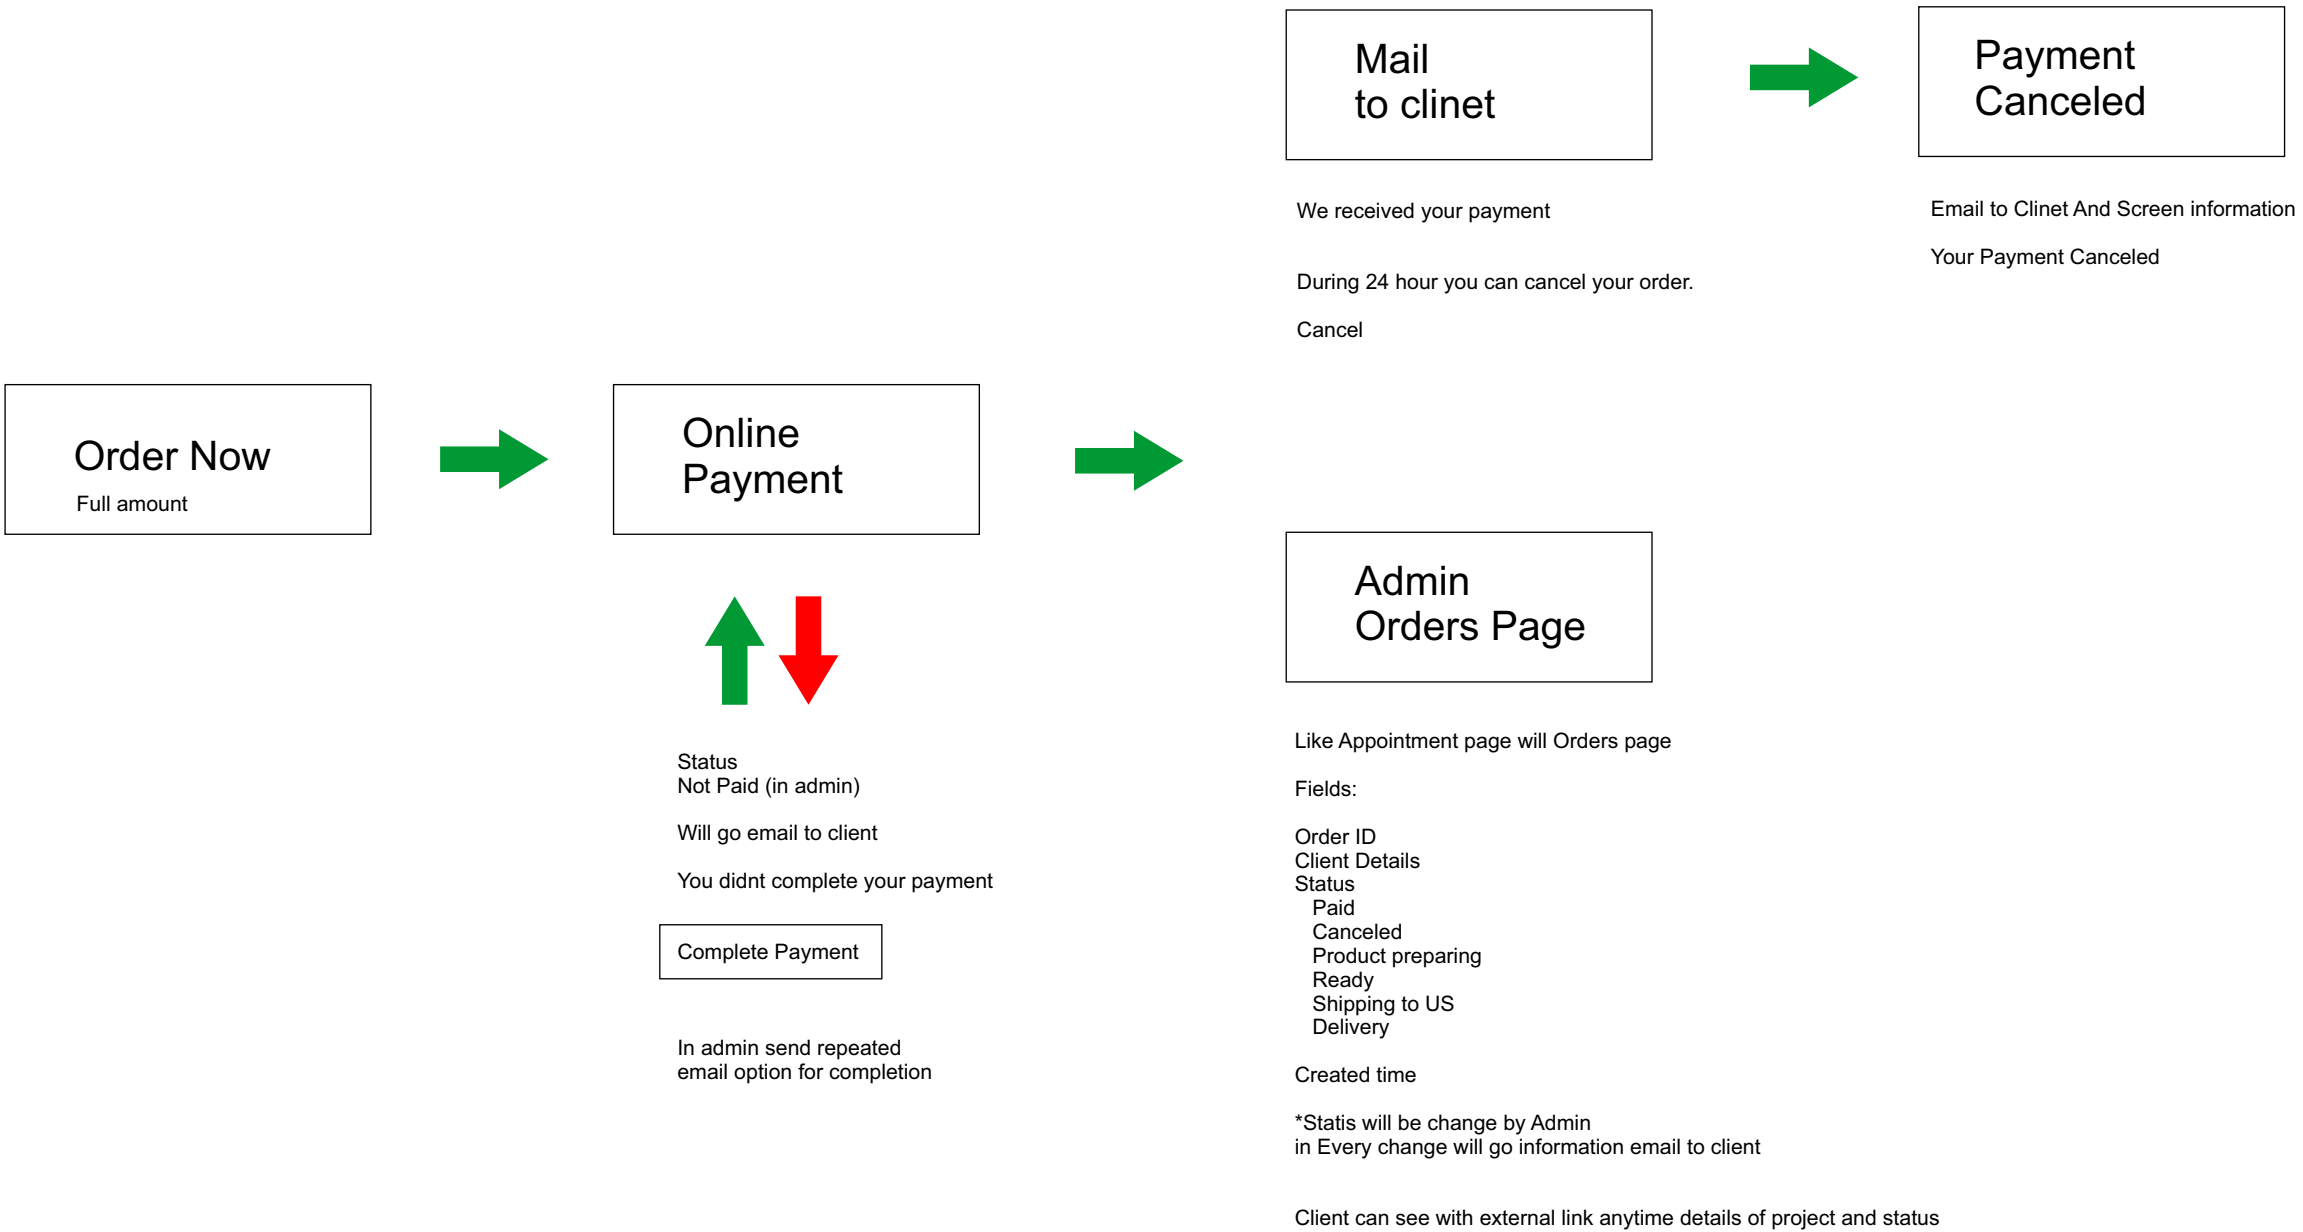 Mail
to clinet
Payment
Canceled
We received your payment
During 24 hour you can cancel your order.
Cancel
Email to Clinet And Screen information
Your Payment Canceled
Order Now
Full amount
Online
Payment
Status
Not Paid (in admin)
Will go email to client
You didnt complete your payment
Complete Payment
In admin send repeated
email option for completion
Admin
Orders Page
Like Appointment page will Orders page
Fields:
Order ID
Client Details
Status
Paid
Canceled
Product preparing
Ready
Shipping to US
Delivery
Created time
*Statis will be change by Admin
in Every change will go information email to client
Client can see with external link anytime details of project and status